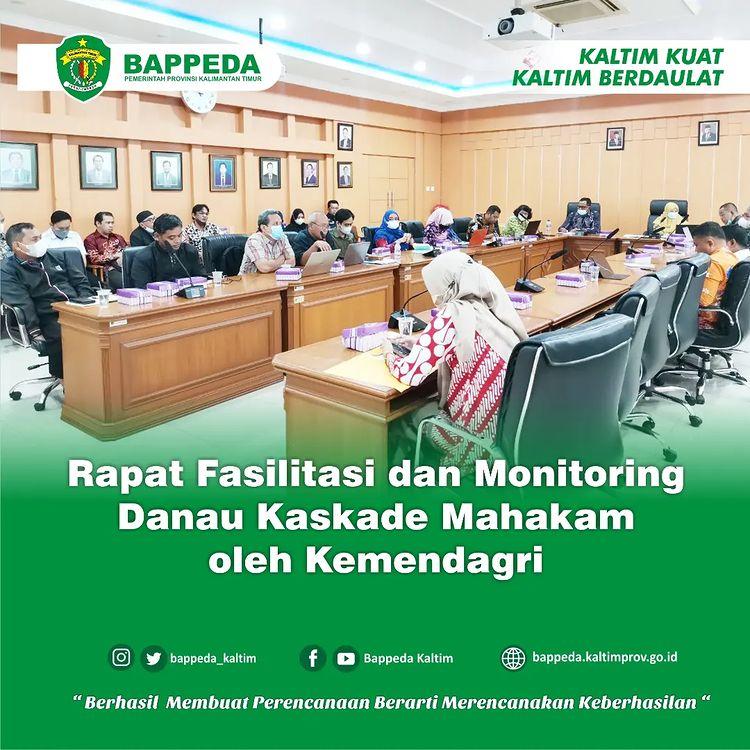 BAPPEDA
PEMERINTAH PROVINSI KALIMANTAN TIMUR
KALTIM KUAT
KALTIM BERDAULAT
Rapat Fasilitasi dan Monitoring
Danau Kaskade Mahakam
oleh Kemendagri
bappeda_kaltim
Bappeda Kaltim
bappeda.kaltimprov.go.id
“ Berhasil Membuat Perencanaan Berarti Merencanakan Keberhasilan “